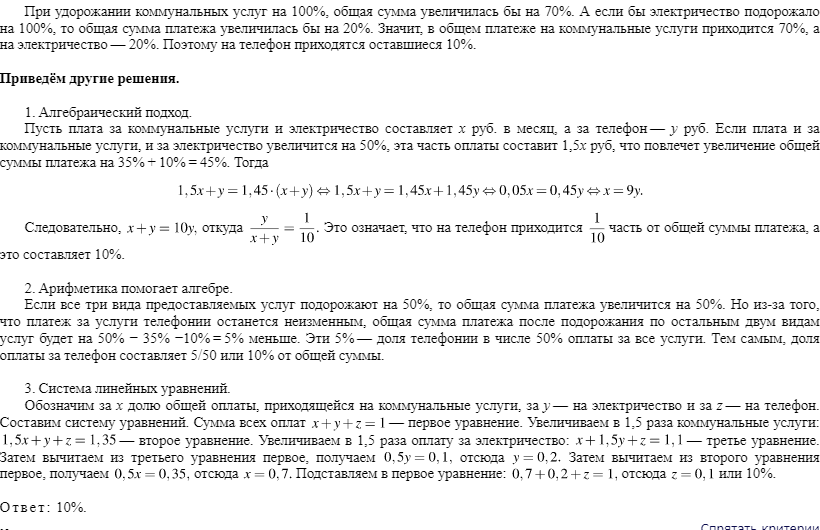 При удорожании коммунальных услуг на 100%, общая сумма увеличилась бы на 70%. А если бы электричество подорожало
на 100%, то общая сумма платежа увеличилась бы на 20%. Значит, в общем платеже на коммунальные услуги приходится 70%, а
на электричество — 20%. Поэтому на телефон приходятся оставшиеся 10%.
Приведём другие решения.
1. Алгебраический подход.
Пусть плата за коммунальные услуги и электричество составляет x руб. в месяц, а за телефон — y руб. Если плата и за
коммунальные услуги, и за электричество увеличится на 50%, эта часть оплаты составит 1,5x руб, что повлечет увеличение общей
суммы платежа на 35% + 10% = 45%. Тогда
1,5x + y = 1,45·(x + y) ⇔ 1,5x + y = 1,45x + 1,45y ⇔ 0,05x = 0,45y ⇔ x = 9y.
Следовательно, x + y = 10y, откуда y/(x + y) = 1/10. Это означает, что на телефон приходится 1/10 часть от общей суммы платежа, а
это составляет 10%.
2. Арифметика помогает алгебре.
Если все три вида предоставляемых услуг подорожают на 50%, то общая сумма платежа увеличится на 50%. Но из-за того,
что платеж за услуги телефонии останется неизменным, общая сумма платежа после подорожания по остальным двум видам
услуг будет на 50% − 35% −10% = 5% меньше. Эти 5% — доля телефонии в числе 50% оплаты за все услуги. Тем самым, доля
оплаты за телефон составляет 5/50 или 10% от общей суммы.
3. Система линейных уравнений.
Обозначим за x долю общей оплаты, приходящейся на коммунальные услуги, за y — на электричество и за z — на телефон.
Составим систему уравнений. Сумма всех оплат x + y + z = 1 — первое уравнение. Увеличиваем в 1,5 раза коммунальные услуги:
1,5x + y + z = 1,35 — второе уравнение. Увеличиваем в 1,5 раза оплату за электричество: x + 1,5y + z = 1,1 — третье уравнение.
Затем вычитаем из третьего уравнения первое, получаем 0,5y = 0,1, отсюда y = 0,2. Затем вычитаем из второго уравнения
первое, получаем 0,5x = 0,35, отсюда x = 0,7. Подставляем в первое уравнение: 0,7 + 0,2 + z = 1, отсюда z = 0,1 или 10%.
Ответ: 10%.
Спрятать критерии